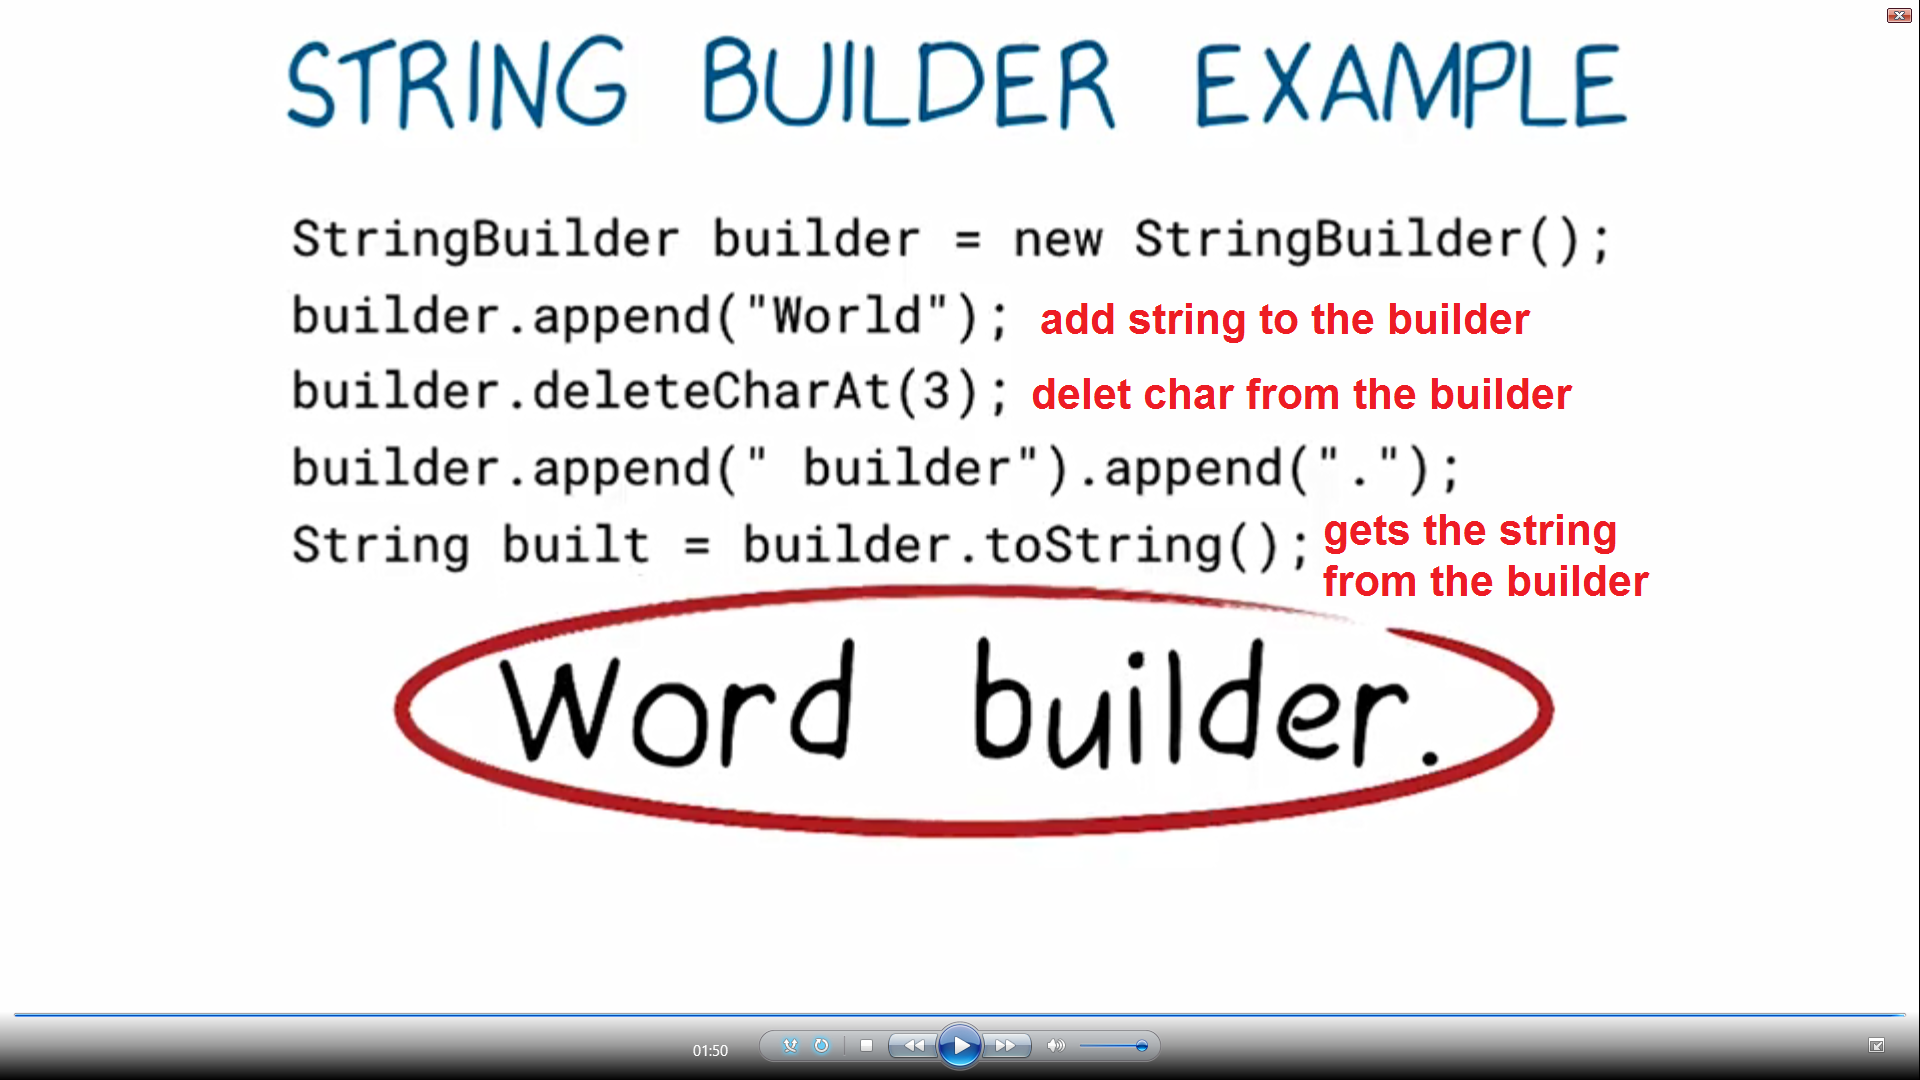 STRING BUILDER EXAMPLE
StringBuilder builder = new StringBuilder();
builder.append("World"); add string to the builder
builder.deleteCharAt(3); delet char from the builder
builder.append(" builder").append(".");
String built = builder.toString(); gets the string
from the builder
Word builder.
01:50